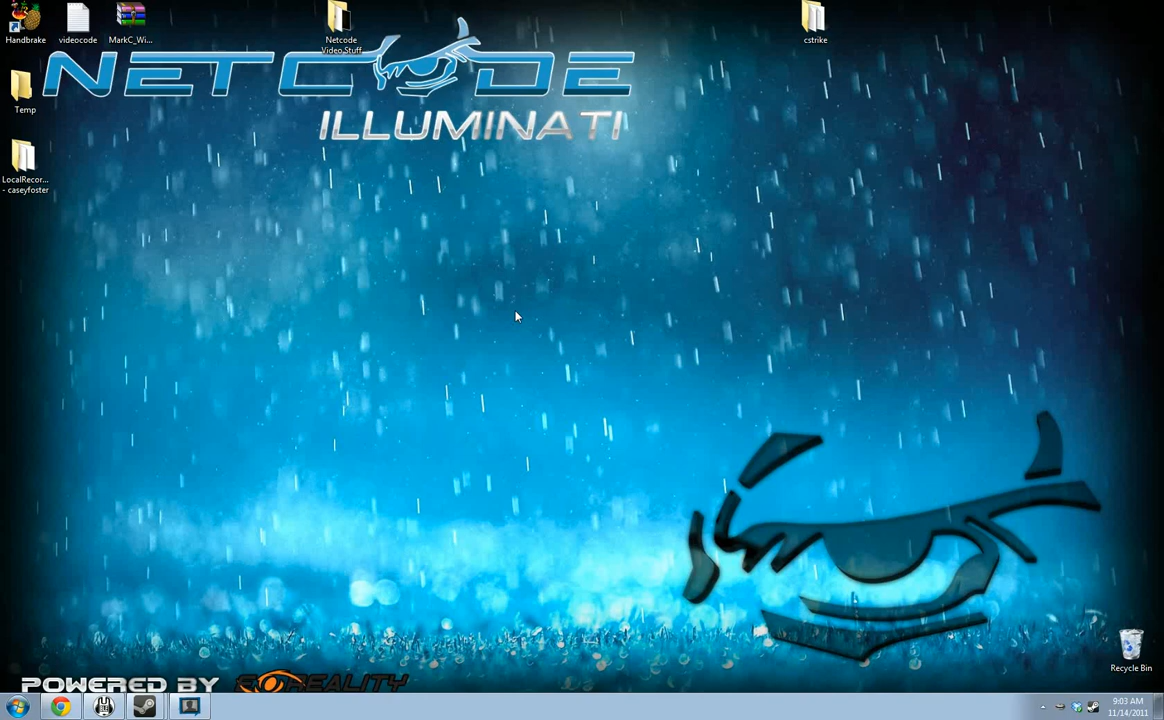 Handbrake
videocode
MarkC_Wi...
Netcode
Video Stuff
cstrike
NETCODE
ILLUMINATI
Temp
LocalRecor...
- caseyfoster
Recycle Bin
POWERED BY
9:03 AM
11/14/2011